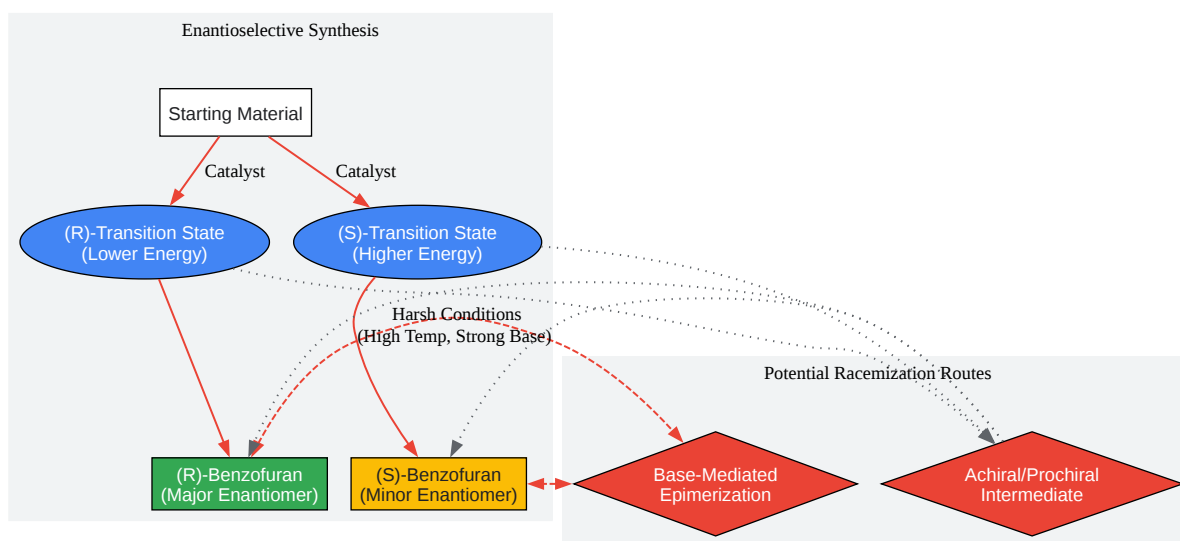 Enantioselective Synthesis
Starting Material
Catalyst
Catalyst
(R)-Transition State
(Lower Energy)
(S)-Transition State
(Higher Energy)
Harsh Conditions
(High Temp, Strong Base)
Potential Racemization Routes
(R)-Benzofuran
(Major Enantiomer)
(S)-Benzofuran
(Minor Enantiomer)
Base-Mediated
Epimerization
Achiral/Prochiral
Intermediate